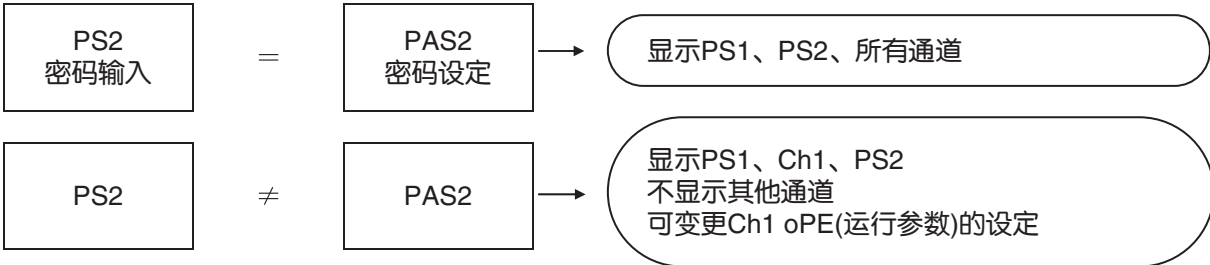 PS2
密码输入
=
PAS2
密码设定
显示PS1、PS2、所有通道
PS2
≠
PAS2
显示PS1、Ch1、PS2
不显示其他通道
可变更Ch1 oPE(运行参数)的设定